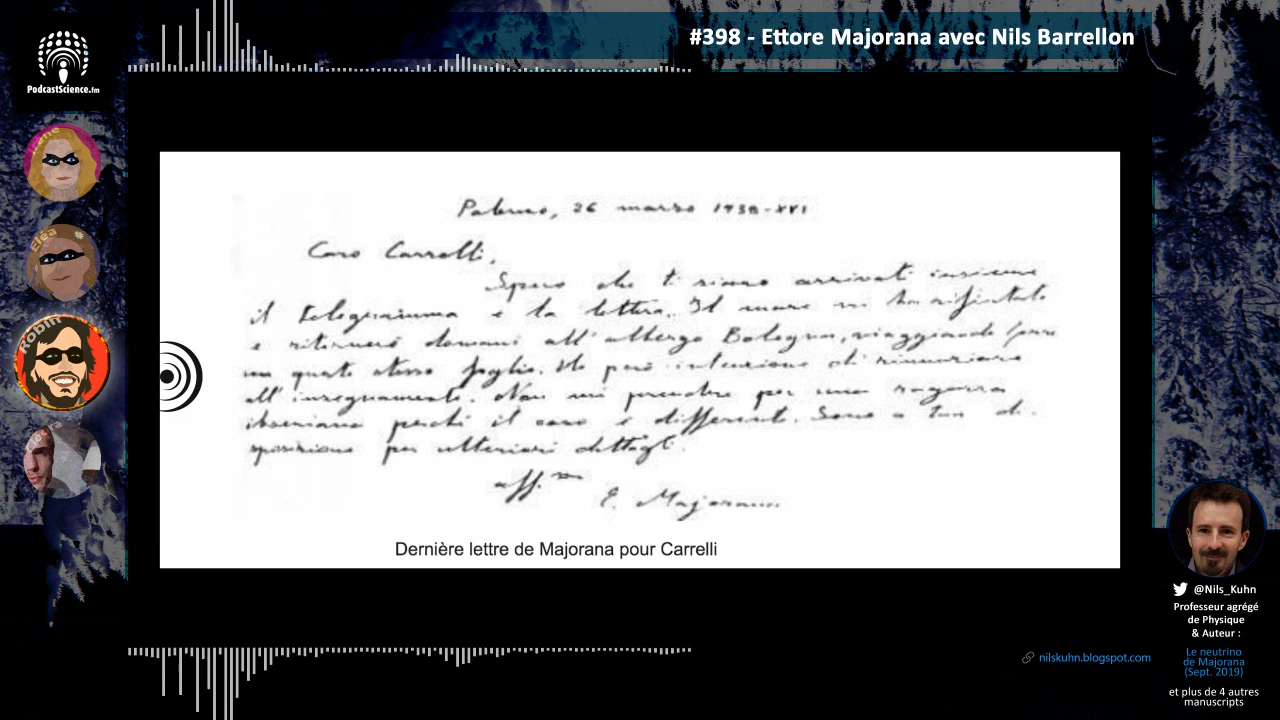 #398 - Ettore Majorana avec Nils Barrellon
PodcastScience.fm
Eléa
Robin
Palermo, 26 marzo 1938-XVI
Caro Carrelli,
Spero che ti siano arrivati insieme
il telegramma e la lettera. Il mare mi ha rifiutato
e ritornerò domani all'albergo Bologna, viaggiando forse
con questo stesso foglio. Ho però intenzione di rinunziare
all'insegnamento. Non mi prendere per una ragazza
ibseniana perché il caso è differente. Sono a tua di-
sposizione per ulteriori dettagli.
aff.mo
E. Majorana
Dernière lettre de Majorana pour Carrelli
@Nils_Kuhn
Professeur agrégé
de Physique
& Auteur :
Le neutrino
de Majorana
(Sept. 2019)
et plus de 4 autres
manuscripts
nilskuhn.blogspot.com